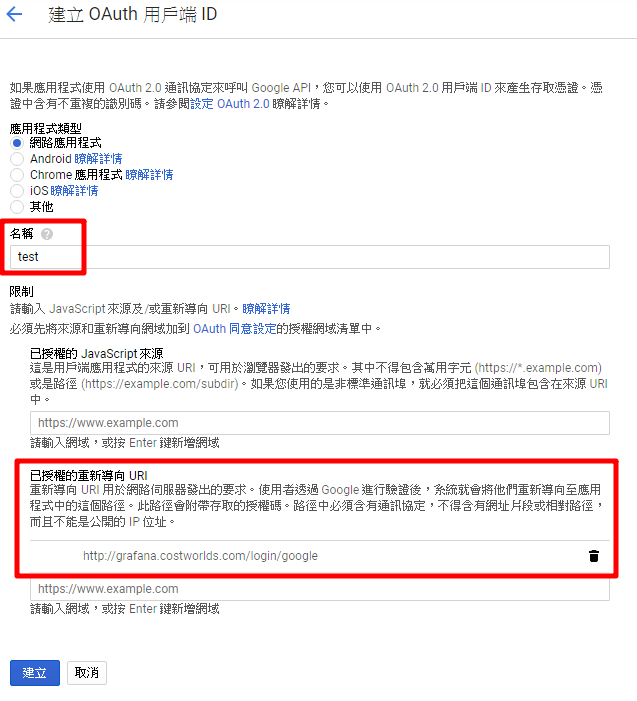 建立 OAuth 用戶端 ID
如果應用程式使用 OAuth 2.0 通訊協定來呼叫 Google API，您可以使用 OAuth 2.0 用戶端 ID 來產生存取憑證。憑
證中含有不重複的識別碼。請參閱設定 OAuth 2.0 瞭解詳情。
應用程式類型
網路應用程式
Android 瞭解詳情
Chrome 應用程式 瞭解詳情
iOS 瞭解詳情
其他
名稱 ?
test
限制
請輸入 JavaScript 來源及/或重新導向 URI。瞭解詳情
必須先將來源和重新導向網域加到 OAuth 同意設定的授權網域清單中。
已授權的 JavaScript 來源
這是用戶端應用程式的來源 URI，可用於瀏覽器發出的要求。其中不得包含萬用字元 (https://*.example.com)
或是路徑 (https://example.com/subdir)。如果您使用的是非標準通訊埠，就必須把這個通訊埠包含在來源 URI
中。
https://www.example.com
請輸入網域，或按 Enter 鍵新增網域
已授權的重新導向 URI
重新導向 URI 用於網路伺服器發出的要求。使用者透過 Google 進行驗證後，系統就會將他們重新導向至應用
程式中的這個路徑。此路徑會附帶存取的授權碼。路徑中必須含有通訊協定，不得含有網址片段或相對路徑，
而且不能是公開的 IP 位址。
http://grafana.costworlds.com/login/google
https://www.example.com
請輸入網域，或按 Enter 鍵新增網域
建立 取消